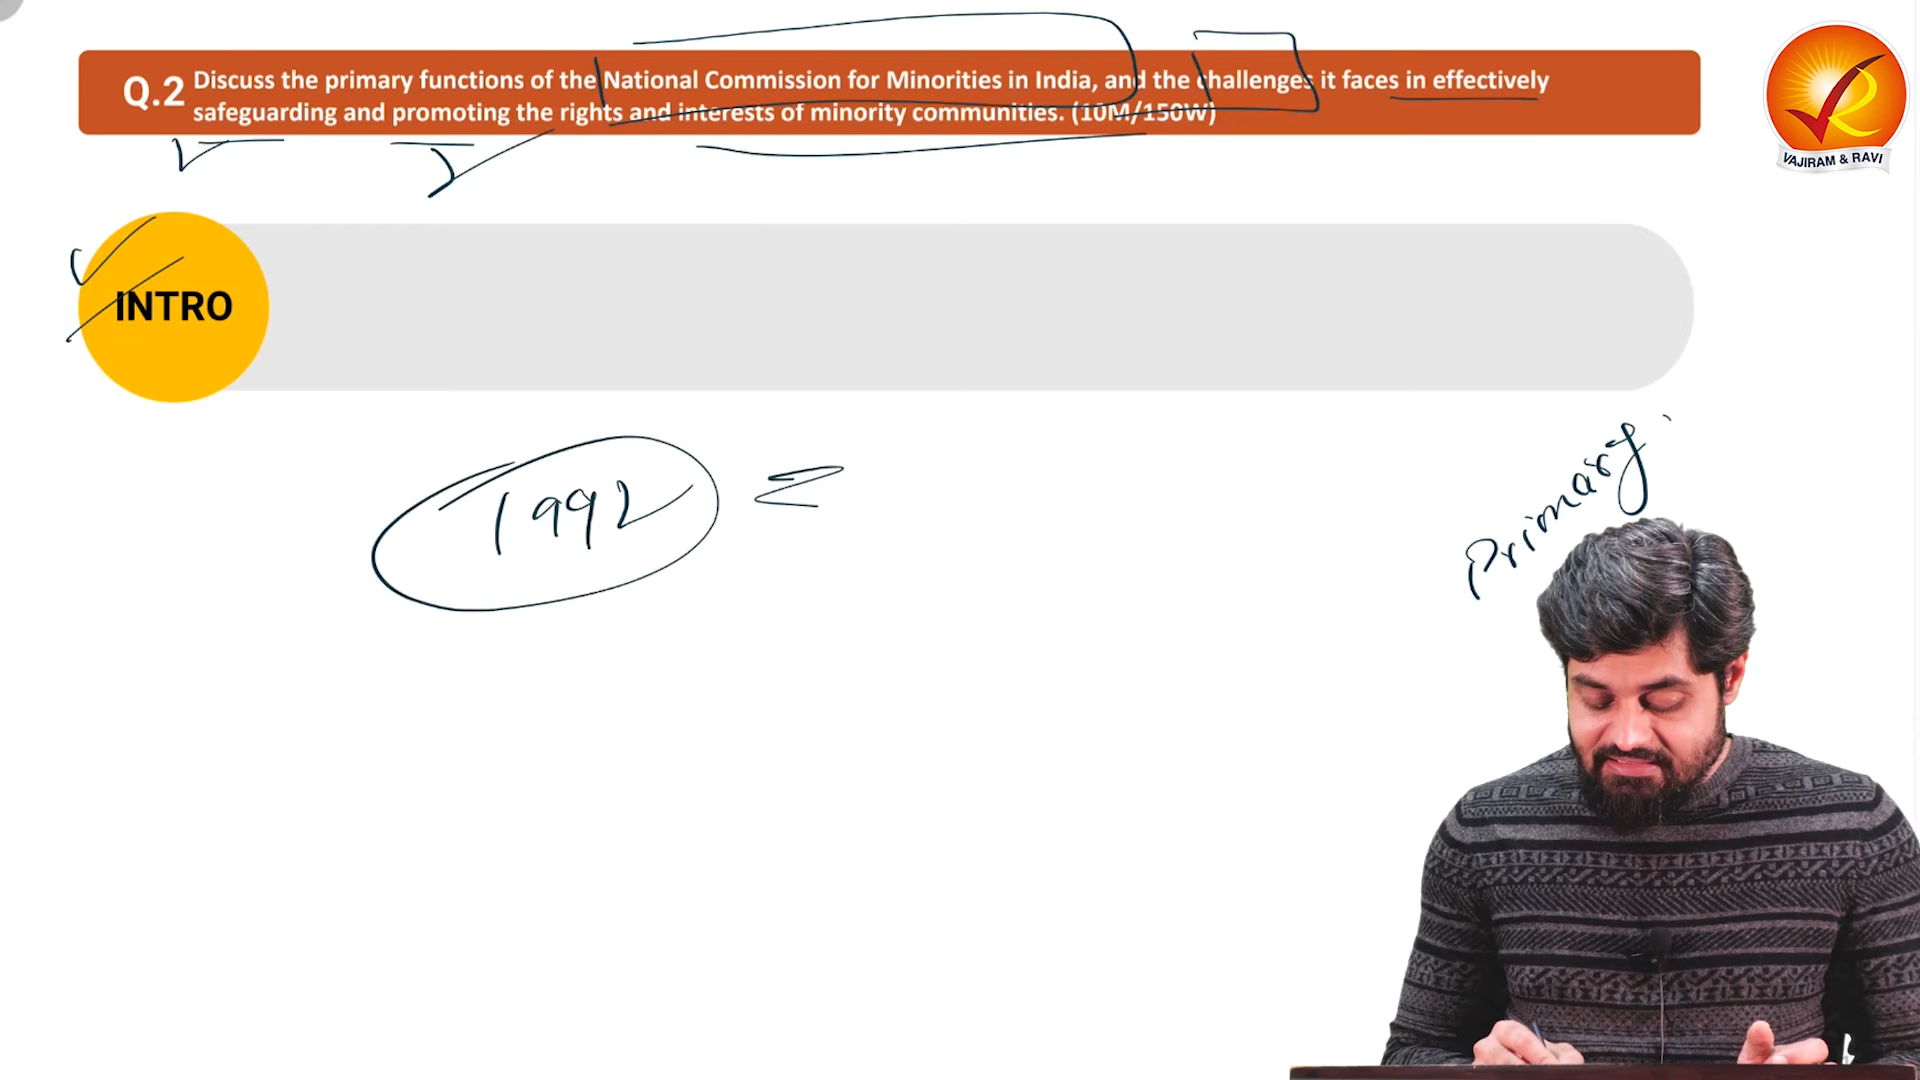 Q.2 Discuss the primary functions of the National Commission for Minorities in India, and the challenges it faces in effectively
safeguarding and promoting the rights and interests of minority communities. (10M/150W)
VAJIRAM & RAVI
INTRO
1992
Primary